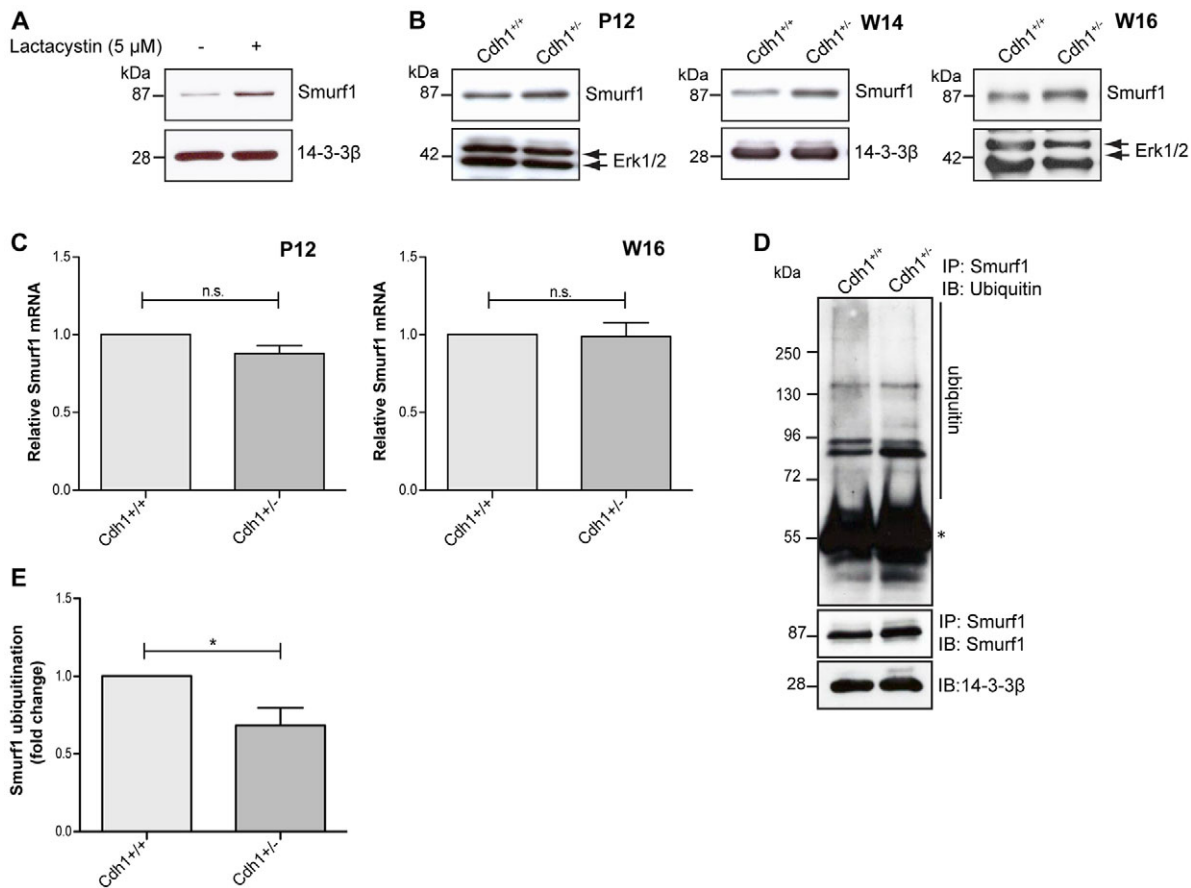 A
Lactacystin (5 µM) - +
kDa
87 Smurf1
28 14-3-3β
B
P12
Cdh1+/+ Cdh1+/-
kDa
87 Smurf1
42 Erk1/2
W14
Cdh1+/+ Cdh1+/-
kDa
87 Smurf1
28 14-3-3β
W16
Cdh1+/+ Cdh1+/-
kDa
87 Smurf1
42 Erk1/2
C
P12
Relative Smurf1 mRNA
1.5
1.0
0.5
0.0
n.s.
Cdh1+/+ Cdh1+/-
W16
Relative Smurf1 mRNA
1.5
1.0
0.5
0.0
n.s.
Cdh1+/+ Cdh1+/-
D
kDa
Cdh1+/+ Cdh1+/-
IP: Smurf1
IB: Ubiquitin
250
130
96
72
55
ubiquitin
*
87
IP: Smurf1
IB: Smurf1
28 IB:14-3-3β
E
Smurf1 ubiquitination
(fold change)
1.5
1.0
0.5
0.0
*
Cdh1+/+ Cdh1+/-